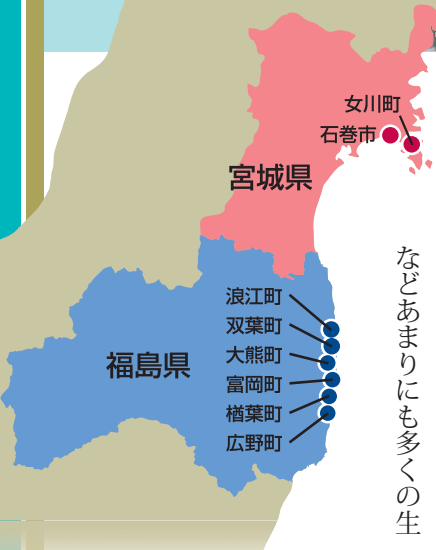 女川町
石巻市
宮城県
浪江町
双葉町
大熊町
富岡町
楢葉町
広野町
福島県
などあまりにも多くの生